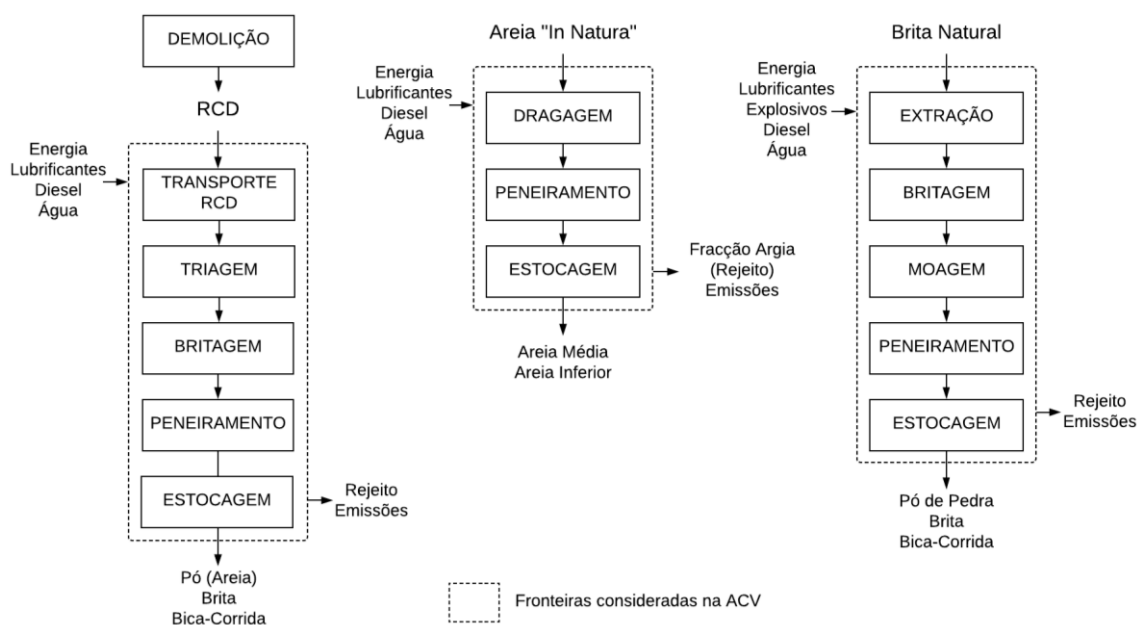 DEMOLIÇÃO
RCD
Energia
Lubrificantes
Diesel
Água
TRANSPORTE
RCD
TRIAGEM
BRITAGEM
PENEIRAMENTO
ESTOCAGEM
Rejeito
Emissões
Pó (Areia)
Brita
Bica-Corrida
Areia "In Natura"
Energia
Lubrificantes
Diesel
Água
DRAGAGEM
PENEIRAMENTO
ESTOCAGEM
Fracção Argia
(Rejeito)
Emissões
Areia Média
Areia Inferior
Brita Natural
Energia
Lubrificantes
Explosivos
Diesel
Água
EXTRAÇÃO
BRITAGEM
MOAGEM
PENEIRAMENTO
ESTOCAGEM
Rejeito
Emissões
Pó de Pedra
Brita
Bica-Corrida
Fronteiras consideradas na ACV